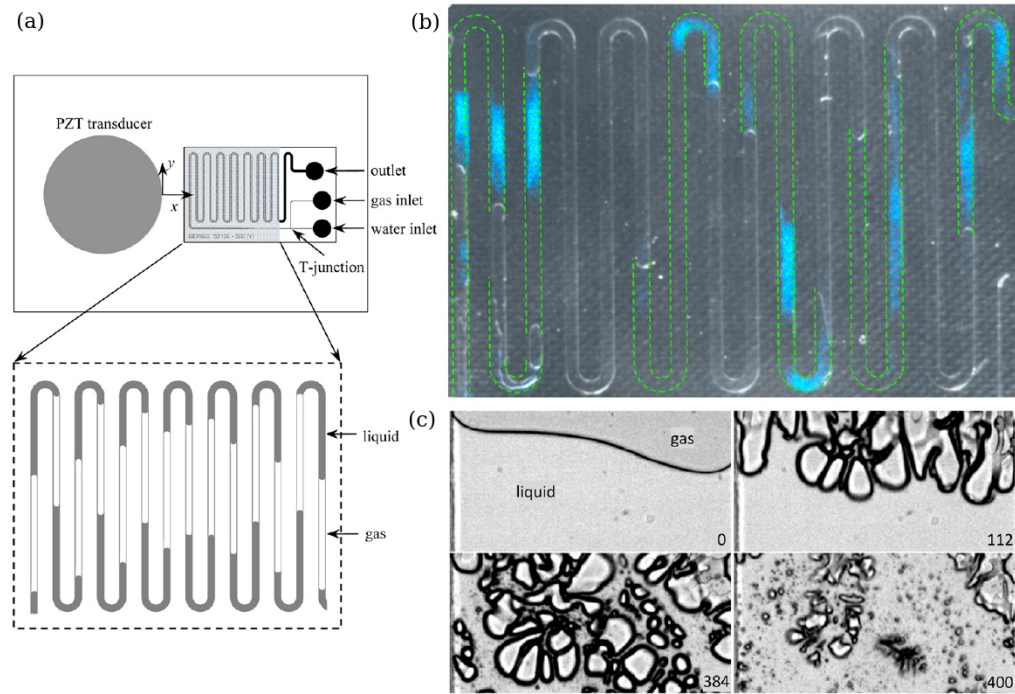 (a)
PZT transducer
y
x
outlet
gas inlet
water inlet
T-junction
liquid
gas
(b)
(c)
gas
liquid
0
112
384
400